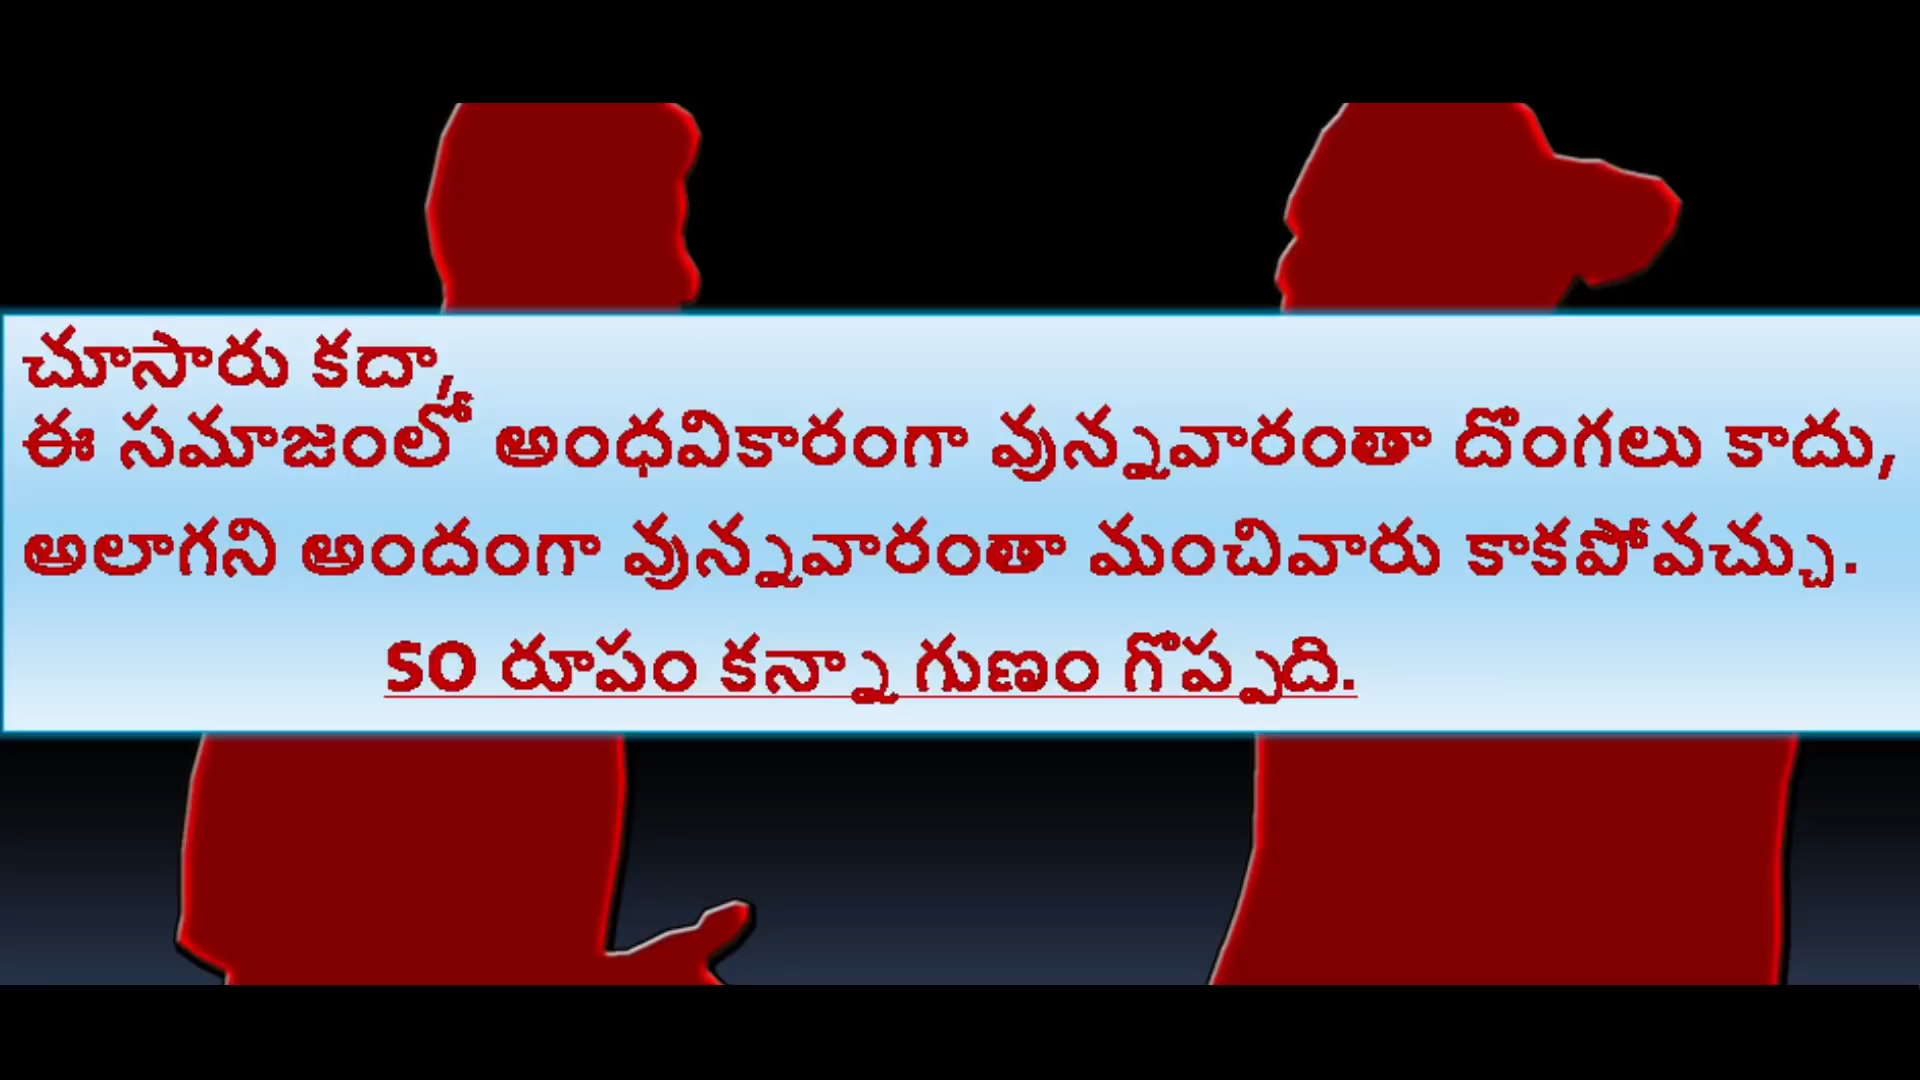 చూసారు కదా,
ఈ సమాజంలో అంధవికారంగా వున్నవారంతా దొంగలు కాదు,
అలాగని అందంగా వున్నవారంతా మంచివారు కాకపోవచ్చు.
SO రూపం కన్నా గుణం గొప్పది.